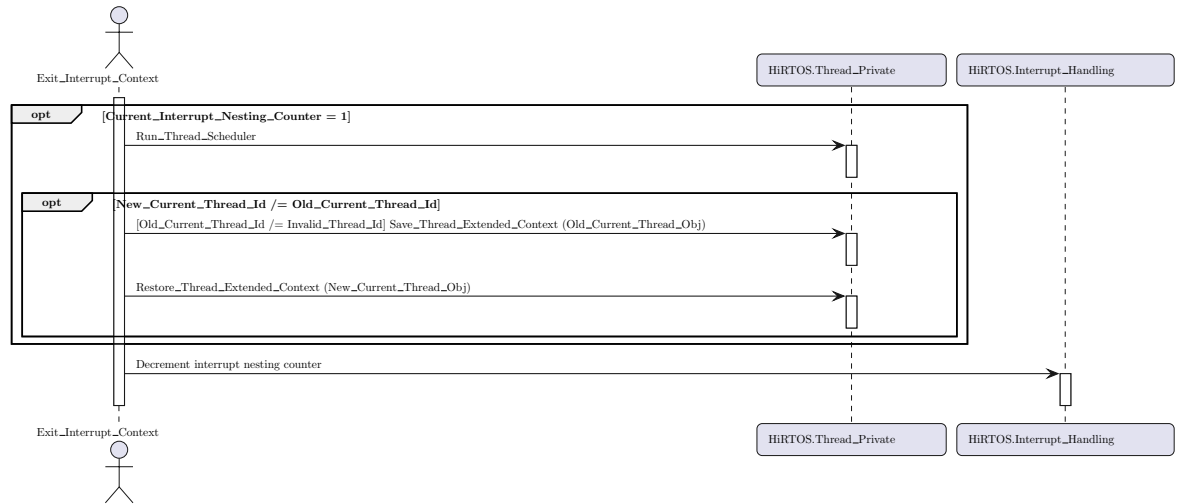 Exit_Interrupt_Context
HiRTOS.Thread_Private
HiRTOS.Interrupt_Handling
opt
[Current_Interrupt_Nesting_Counter = 1]
Run_Thread_Scheduler
opt
[New_Current_Thread_Id /= Old_Current_Thread_Id]
[Old_Current_Thread_Id /= Invalid_Thread_Id] Save_Thread_Extended_Context (Old_Current_Thread_Obj)
Restore_Thread_Extended_Context (New_Current_Thread_Obj)
Decrement interrupt nesting counter
Exit_Interrupt_Context
HiRTOS.Thread_Private
HiRTOS.Interrupt_Handling